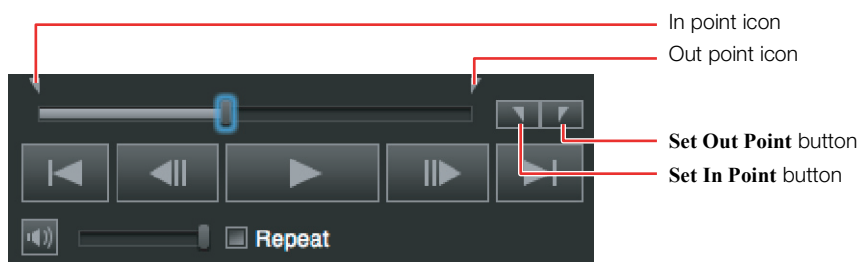 In point icon
Out point icon
Set Out Point button
Set In Point button
Repeat